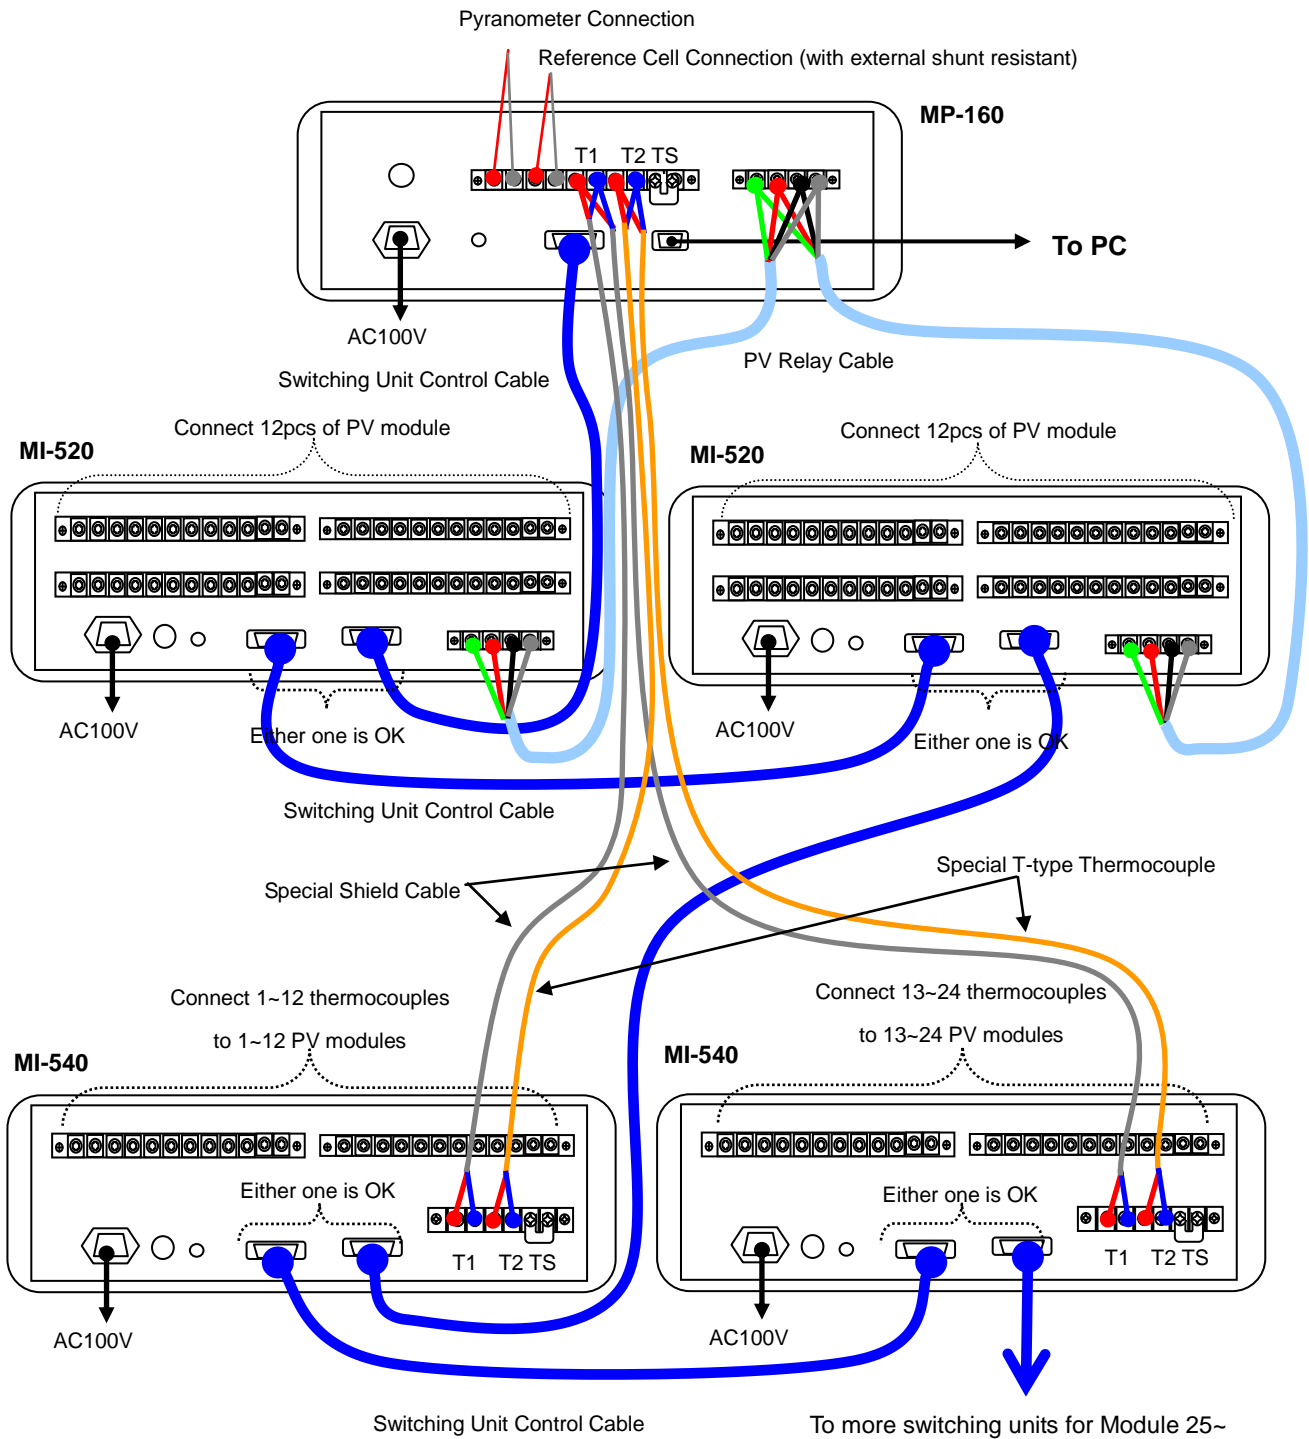 Pyranometer Connection
Reference Cell Connection (with external shunt resistant)
MP-160
T1 T2 TS
To PC
AC100V
PV Relay Cable
Switching Unit Control Cable
Connect 12pcs of PV module
Connect 12pcs of PV module
MI-520
MI-520
AC100V
Either one is OK
AC100V
Either one is OK
Switching Unit Control Cable
Special Shield Cable
Special T-type Thermocouple
Connect 1~12 thermocouples
to 1~12 PV modules
Connect 13~24 thermocouples
to 13~24 PV modules
MI-540
MI-540
Either one is OK
Either one is OK
T1 T2 TS
T1 T2 TS
AC100V
AC100V
Switching Unit Control Cable
To more switching units for Module 25~